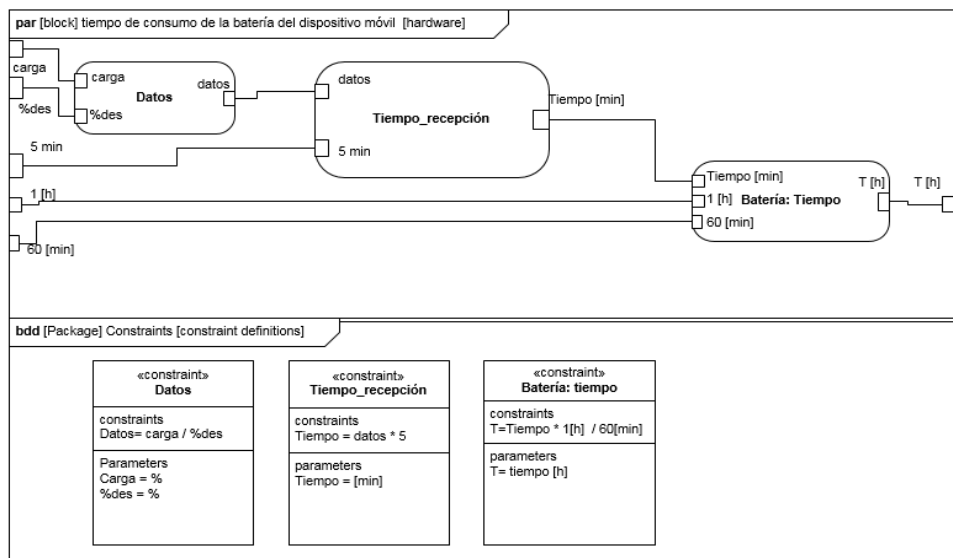 par [block] tiempo de consumo de la batería del dispositivo móvil [hardware]
carga
%des
carga
%des
Datos
datos
datos
5 min
Tiempo_recepción
Tiempo [min]
5 min
1 [h]
60 [min]
Tiempo [min]
1 [h]
60 [min]
Batería: Tiempo
T [h]
T [h]
bdd [Package] Constraints [constraint definitions]
«constraint»
Datos
constraints
Datos= carga / %des
Parameters
Carga = %
%des = %
«constraint»
Tiempo_recepción
constraints
Tiempo = datos * 5
parameters
Tiempo = [min]
«constraint»
Batería: tiempo
constraints
T=Tiempo * 1[h] / 60[min]
parameters
T= tiempo [h]